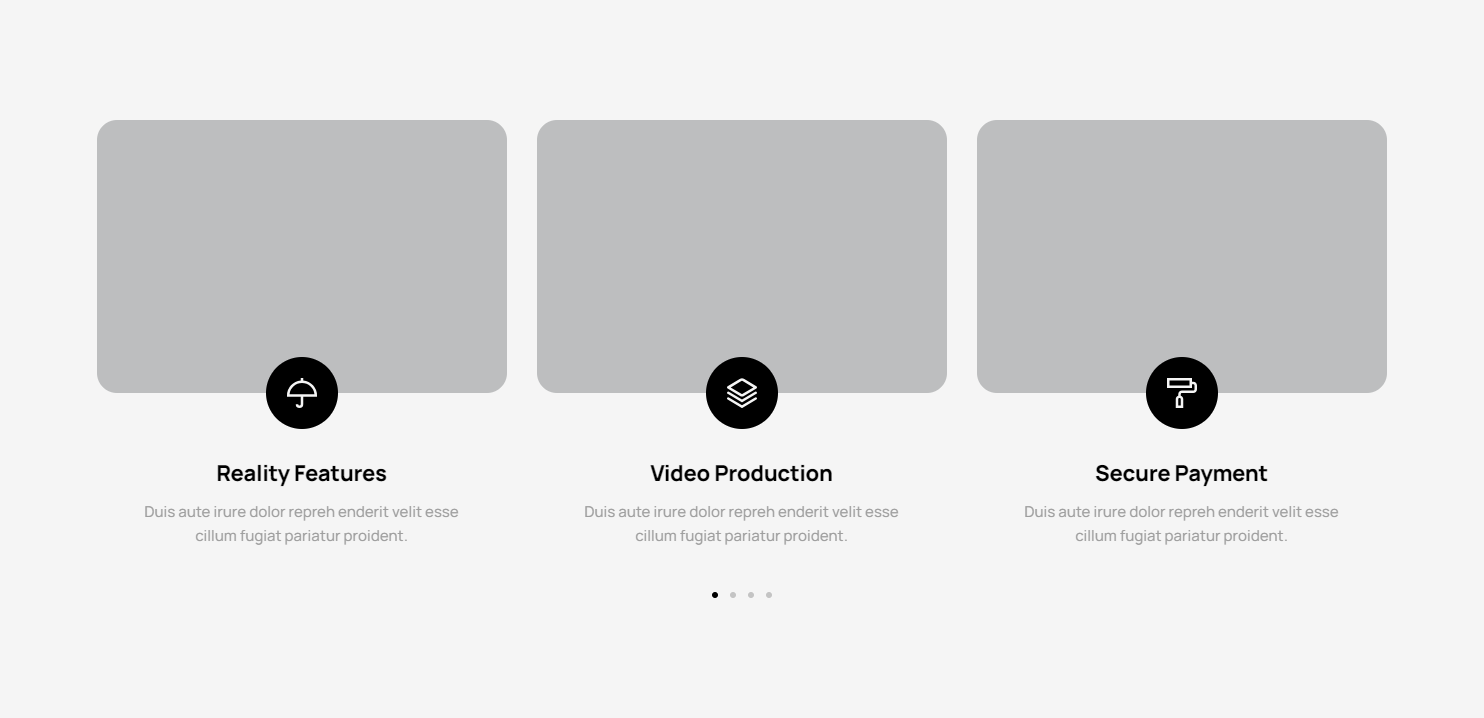 Reality Features
Duis aute irure dolor repreh enderit velit esse
cillum fugiat pariatur proident.
Video Production
Duis aute irure dolor repreh enderit velit esse
cillum fugiat pariatur proident.
Secure Payment
Duis aute irure dolor repreh enderit velit esse
cillum fugiat pariatur proident.